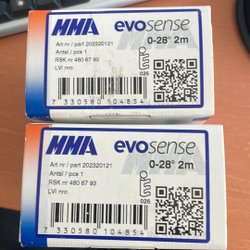 MMA evosense
Art nr / part 202320121
Antal / pcs 1
RSK nr 480 67 93
LVI nro
0-28° 2m
026
7 330580 104854
MMA evosense
Art nr / part 202320121
Antal / pcs 1
RSK nr 480 67 93
LVI nro
0-28° 2m
026
7 330580 104854